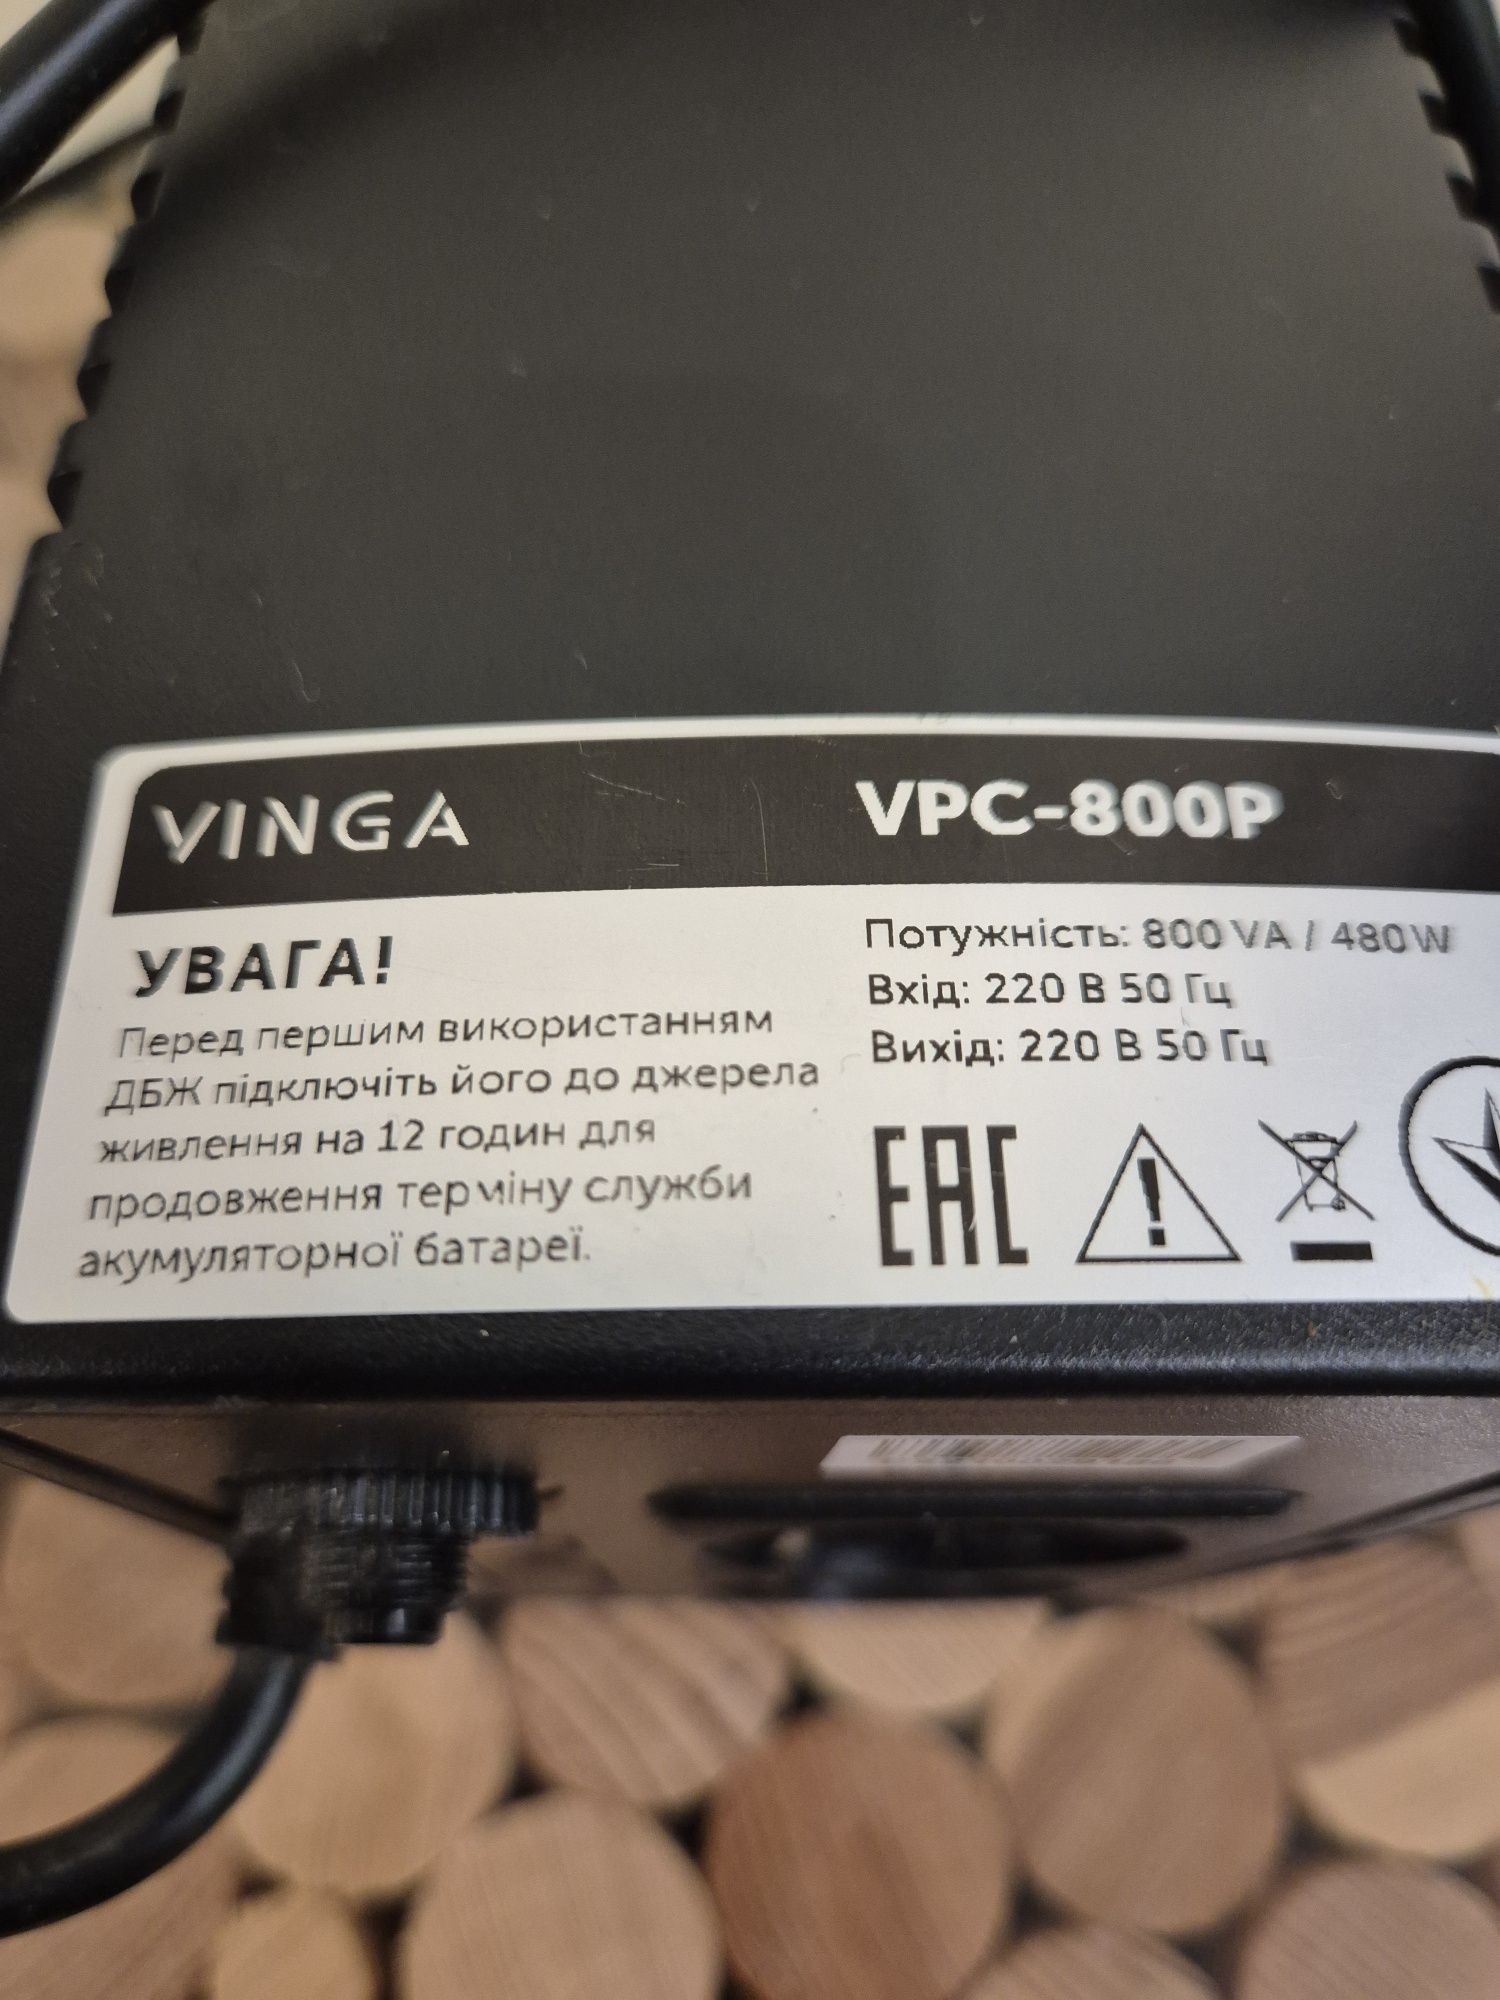 VINGA
VPC-800P
УВАГА!
Перед першим використанням
ДБЖ підключіть його до джерела
живлення на 12 годин для
продовження терміну служби
акумуляторної батареї.
Потужність: 800 VA / 480 W
Вхід: 220 В 50 Гц
Вихід: 220 В 50 Гц
EAC